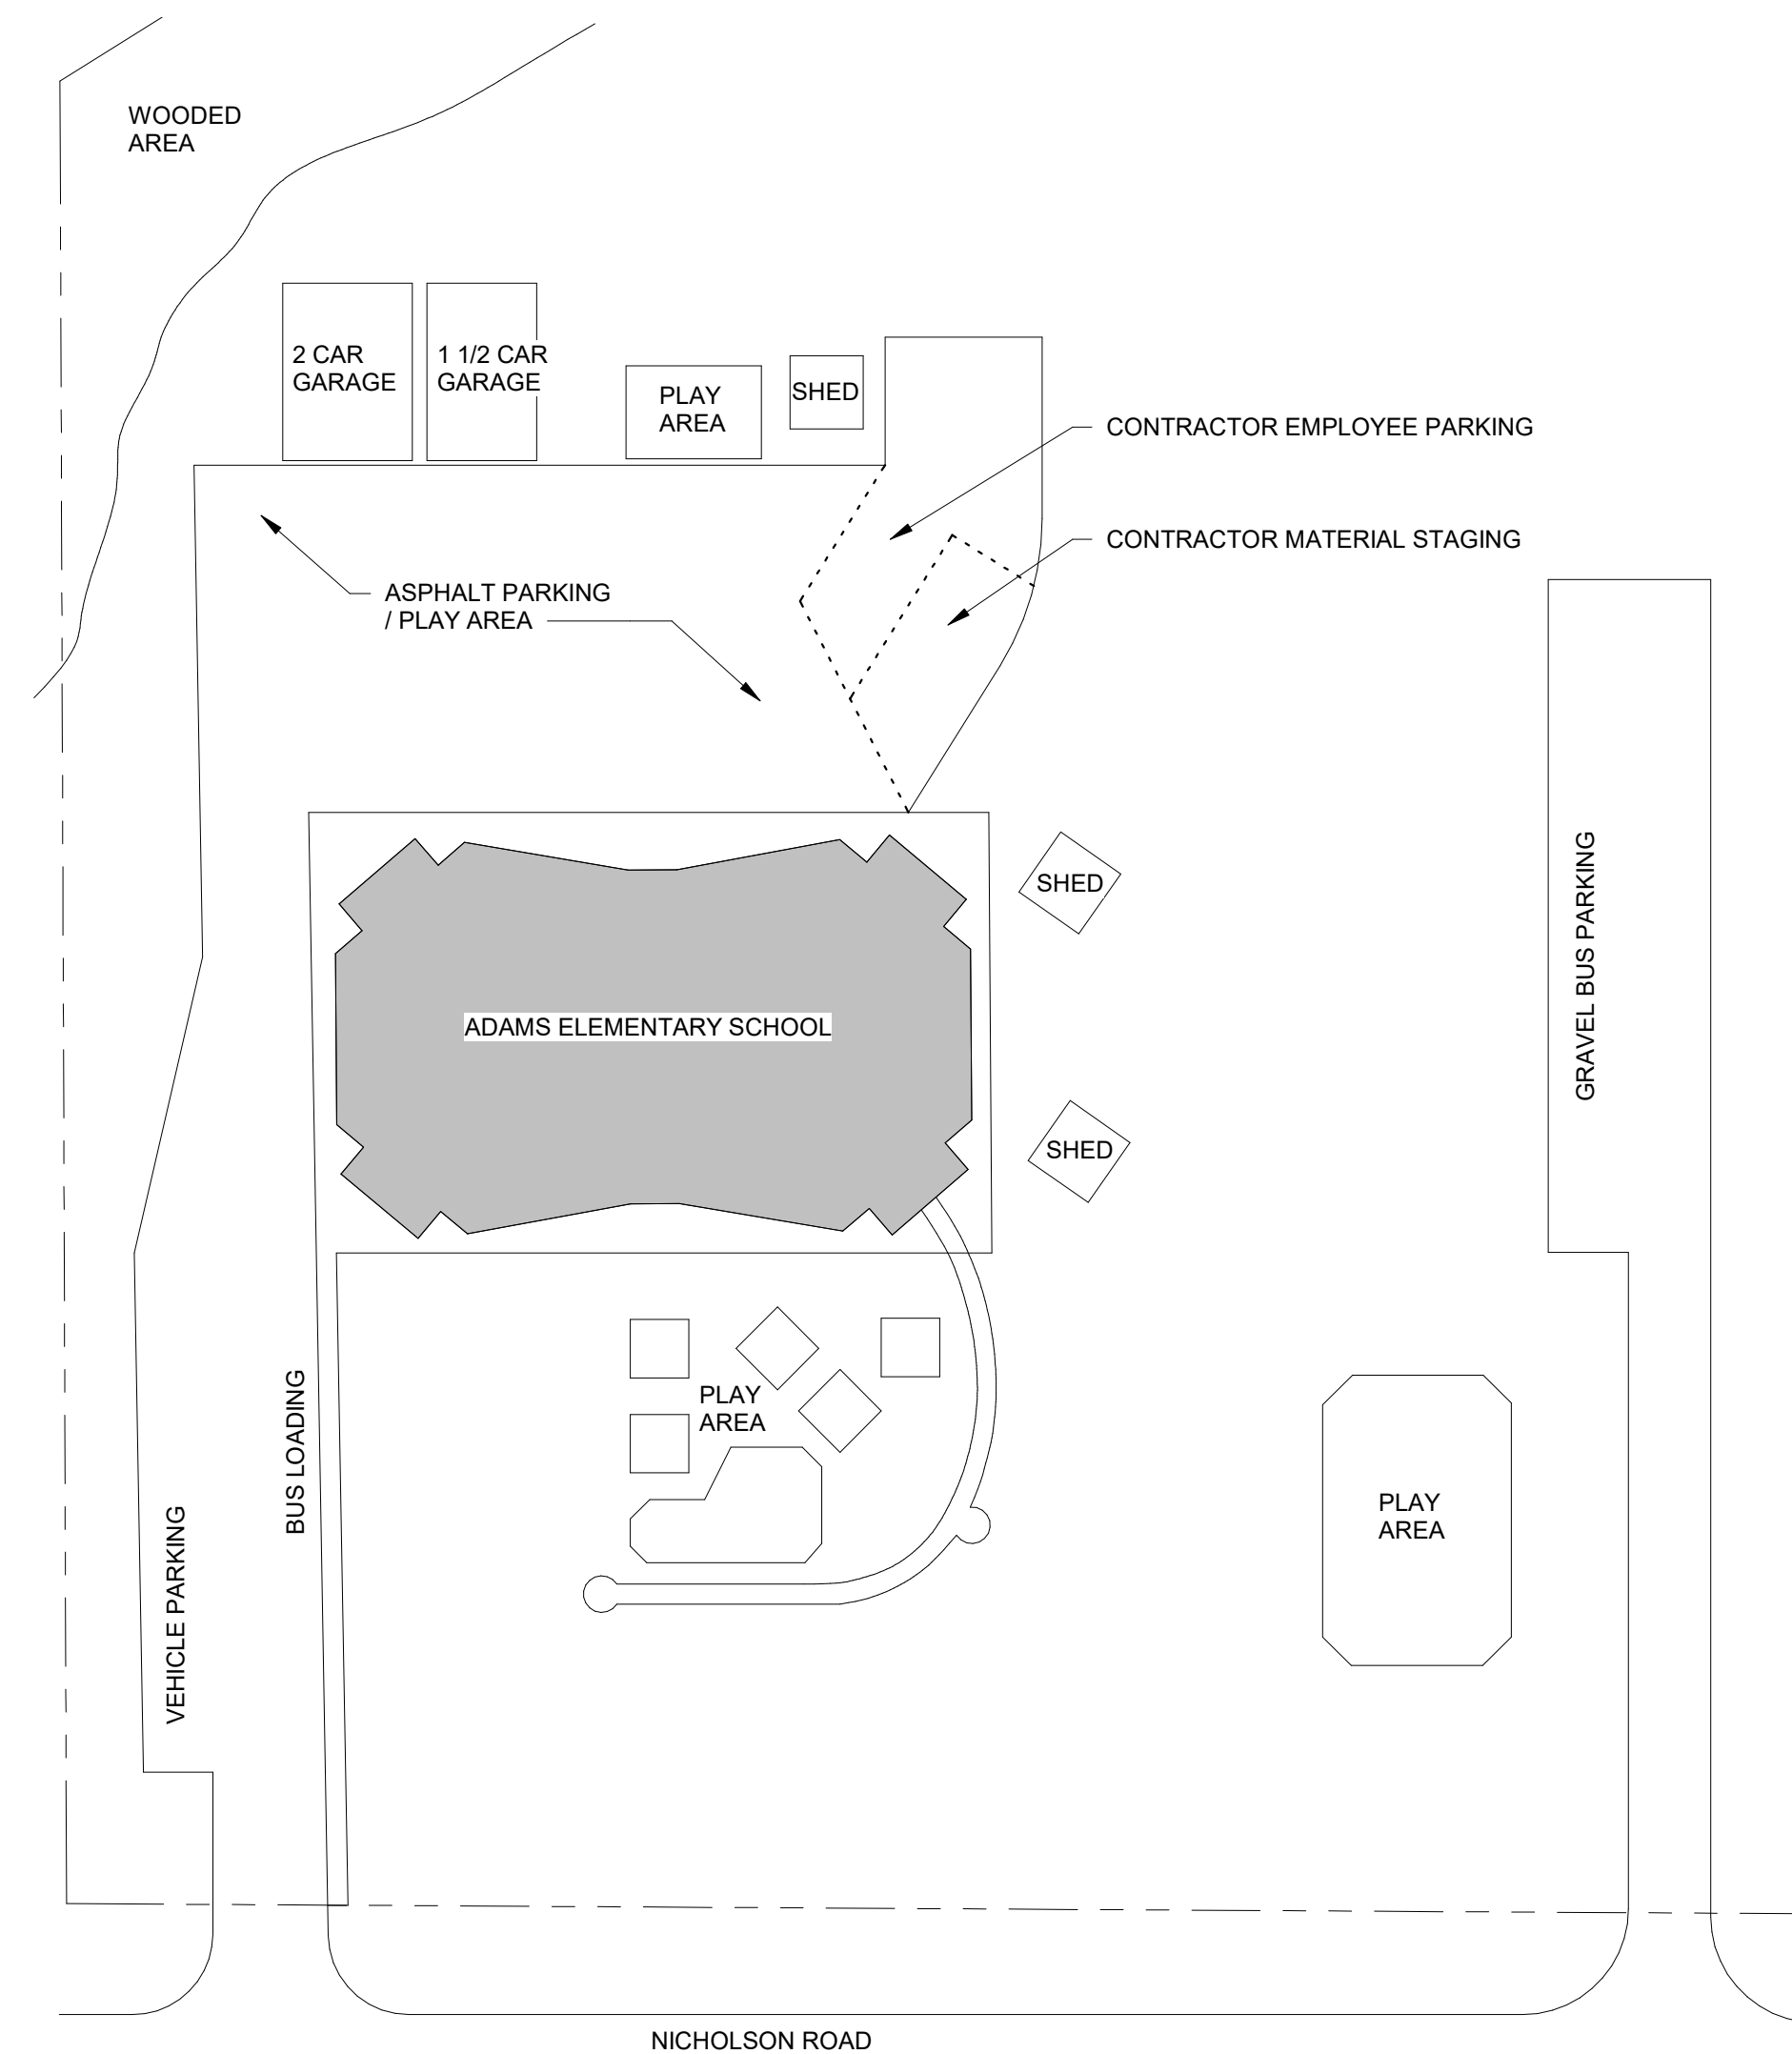 WOODED
AREA
2 CAR
GARAGE
1 1/2 CAR
GARAGE
PLAY
AREA
SHED
CONTRACTOR EMPLOYEE PARKING
CONTRACTOR MATERIAL STAGING
ASPHALT PARKING
/ PLAY AREA
SHED
GRAVEL BUS PARKING
ADAMS ELEMENTARY SCHOOL
SHED
BUS LOADING
PLAY
AREA
VEHICLE PARKING
PLAY
AREA
NICHOLSON ROAD